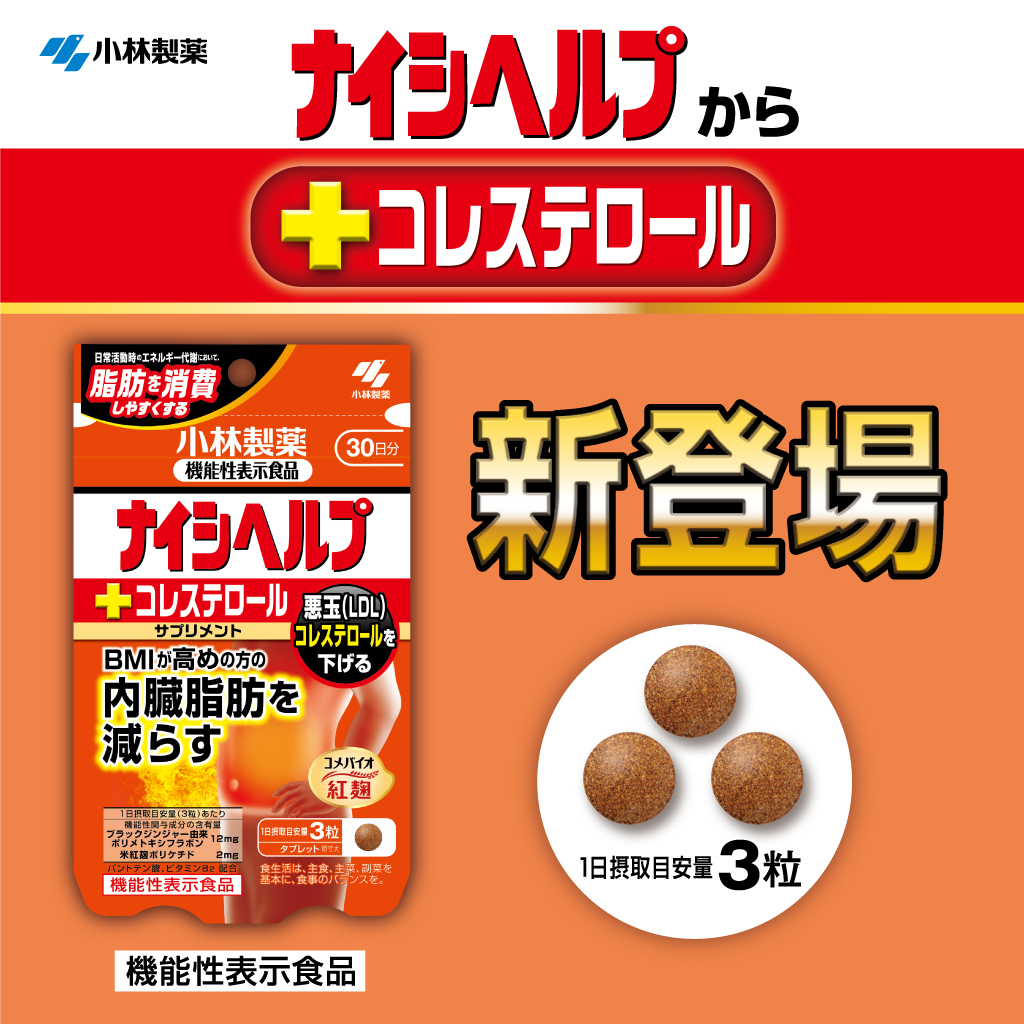 小林製薬
ナイシヘルプから
コレステロール
日常活動時のエネルギー代謝において、
脂肪を消費
しやすくする
小林製薬
小林製薬
機能性表示食品
30日分
ナイシヘルプ
コレステロール
サプリメント
悪玉(LDL)
コレステロールを
下げる
BMIが高めの方の
内臓脂肪を
減らす
コメバイオ
紅麹
1日摂取目安量(3粒)あたり
機能性関与成分の含有量
ブラックジンジャー由来
ポリメトキシフラボン 12mg
米紅麹ポリケチド 2mg
パントテン酸、ビタミンB2 配合
機能性表示食品
1日摂取目安量 3粒
タブレット 原寸大
食生活は、主食、主菜、副菜を
基本に、食事のバランスを。
機能性表示食品
新登場
1日摂取目安量 3粒